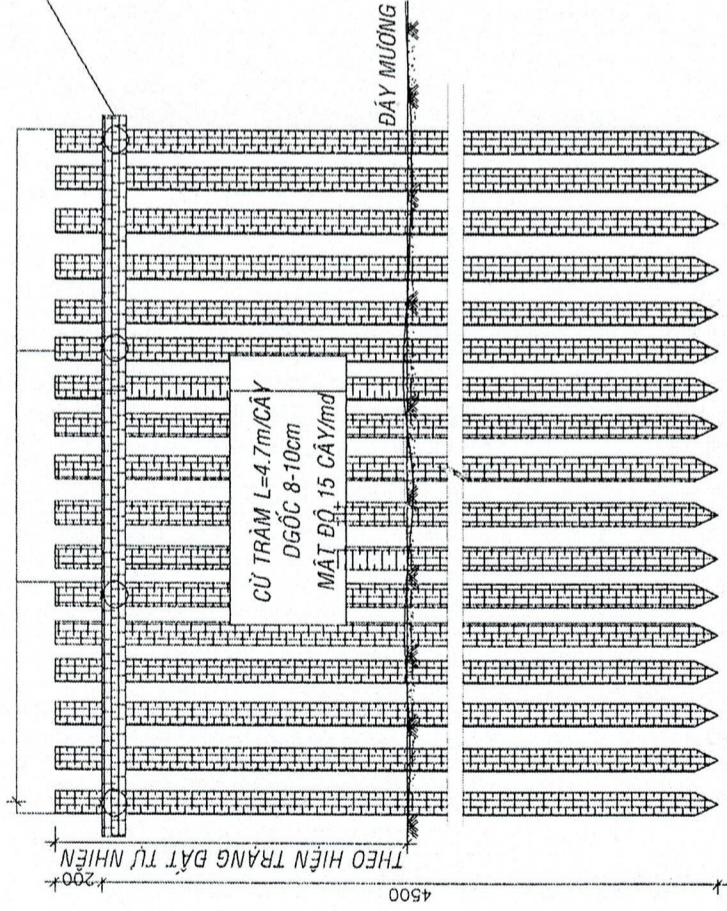 ĐÁY MƯƠNG
CỪ TRÀM L=4.7m/CÂY
DGỐC 8-10cm
MẬT ĐỘ 15 CÂY/md
THEO HIỆN TRẠNG ĐẤT TỰ NHIÊN
200
4500